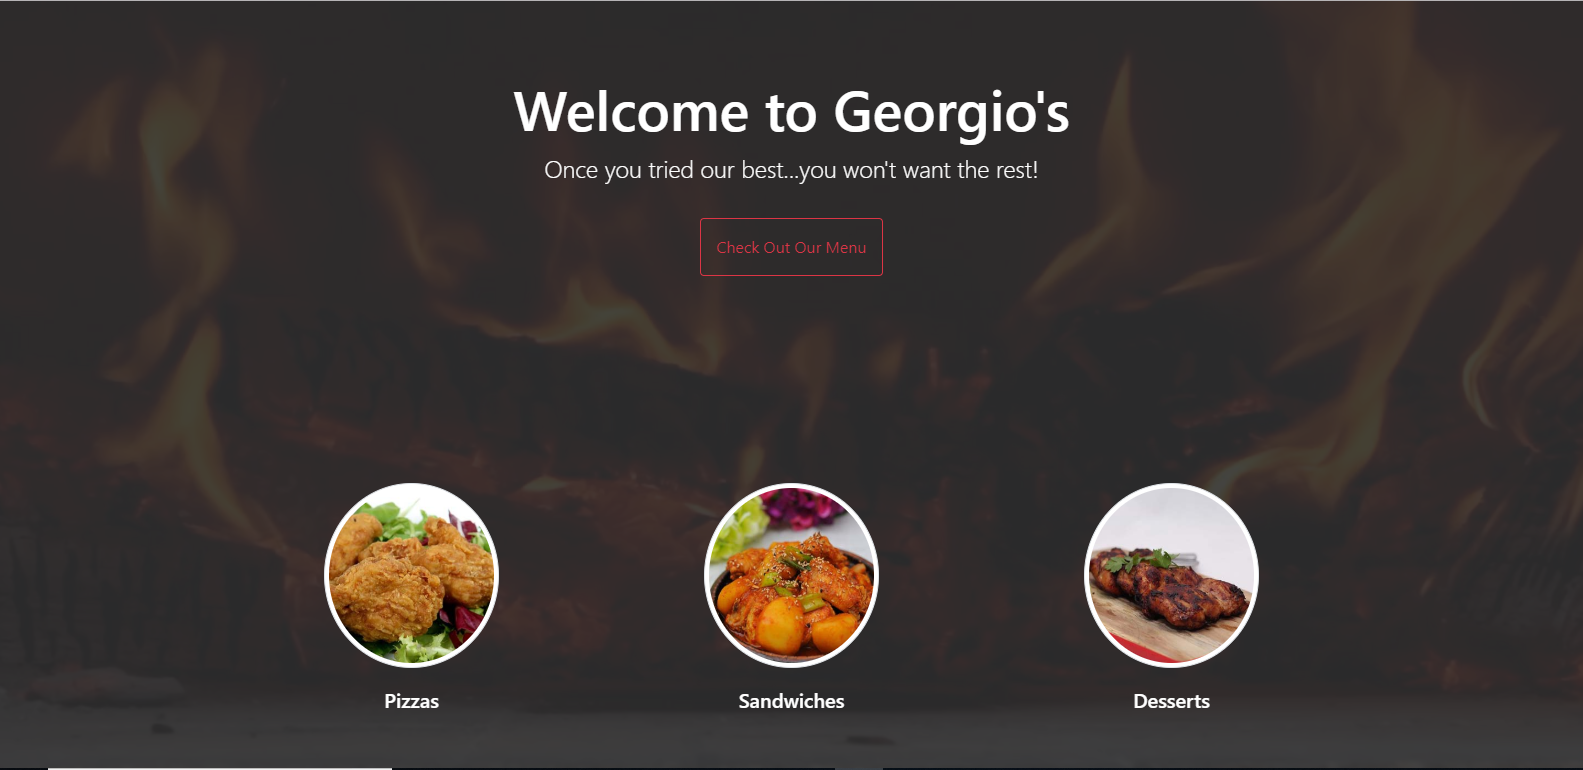 Welcome to Georgio's
Once you tried our best...you won't want the rest!
Check Out Our Menu
Pizzas
Sandwiches
Desserts